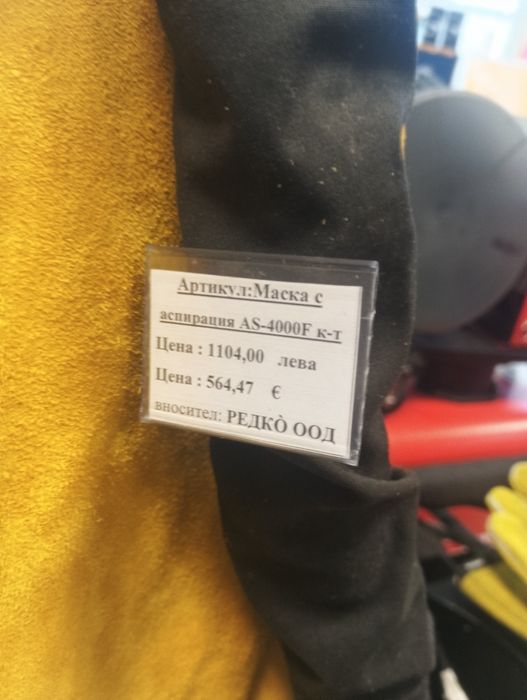 Артикул:Маска с
аспирация AS-4000F к-т
Цена : 1104,00 лева
Цена : 564,47 €
вносител: РЕДКО̀ ООД